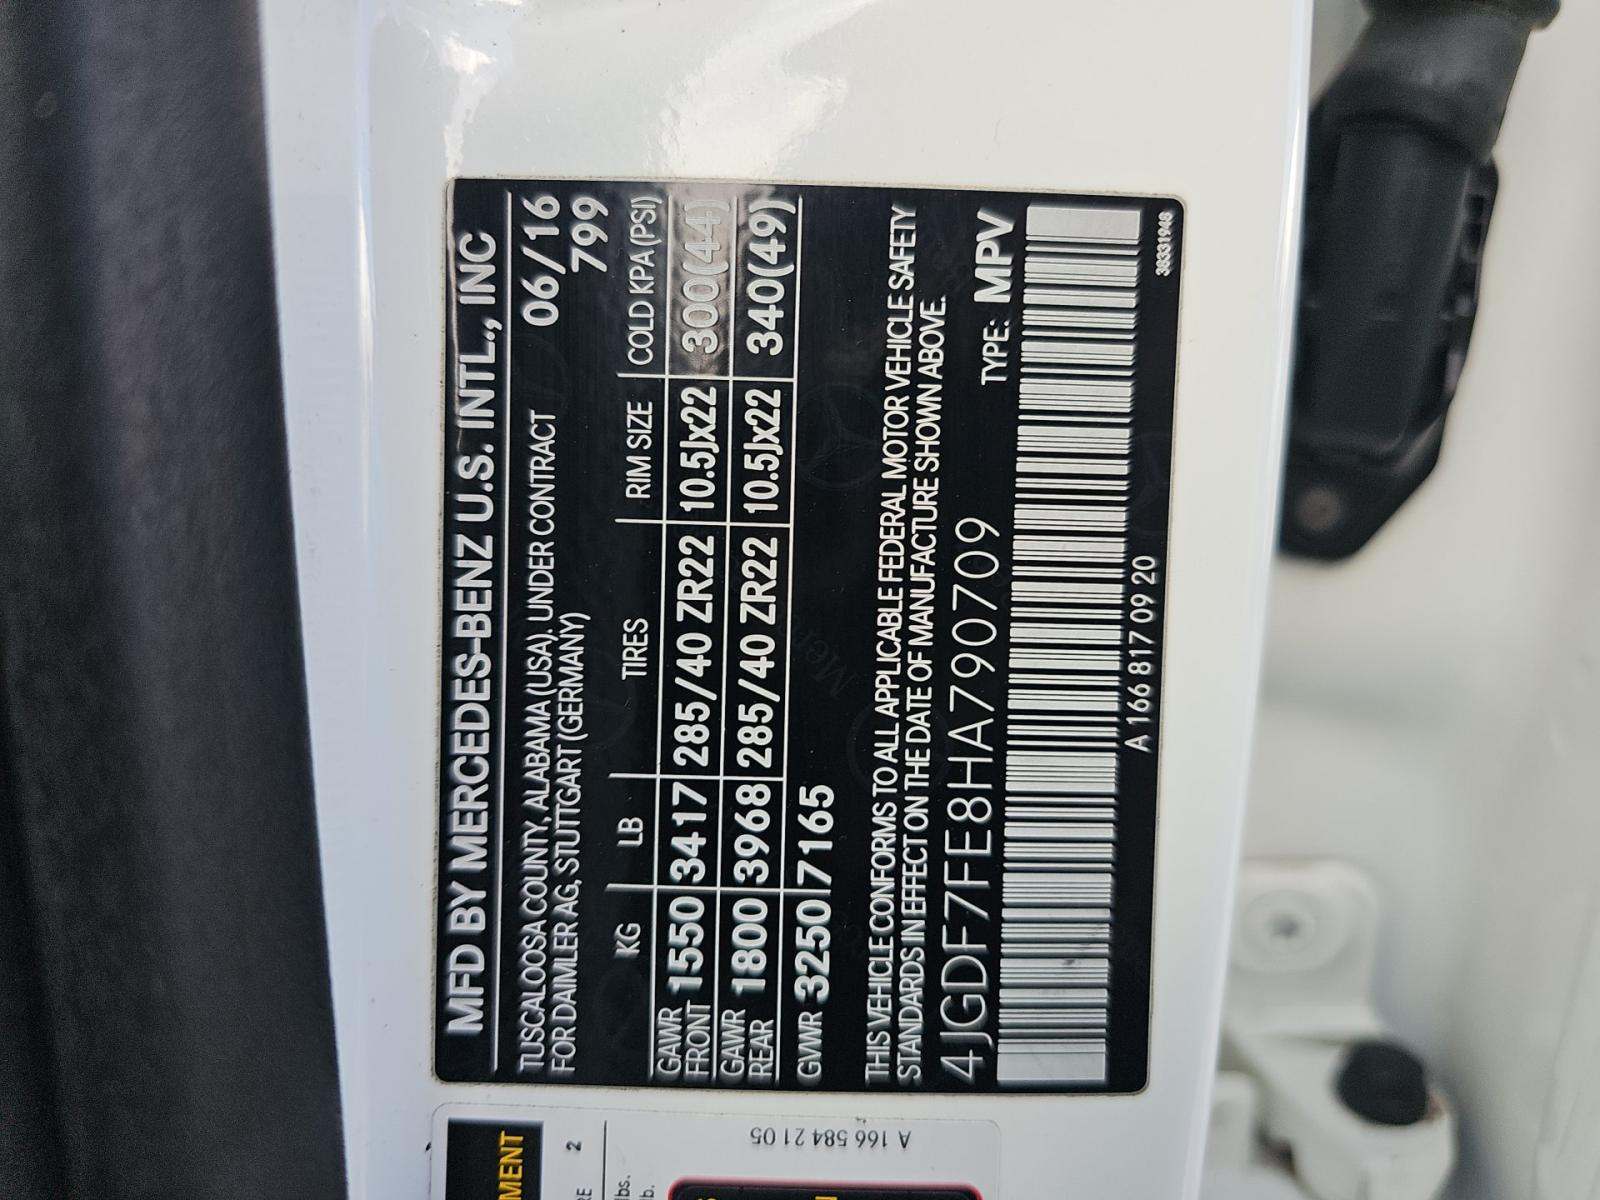 MFD BY MERCEDES-BENZ U.S. INTL., INC
TUSCALOOSA COUNTY, ALABAMA (USA), UNDER CONTRACT 06/16
FOR DAIMLER AG, STUTTGART (GERMANY) 799
KG LB TIRES RIM SIZE COLD KPA (PSI)
GAWR FRONT 1550 3417 285/40 ZR22 10.5Jx22 300(44)
GAWR REAR 1800 3968 285/40 ZR22 10.5Jx22 340(49)
GVWR 3250 7165
THIS VEHICLE CONFORMS TO ALL APPLICABLE FEDERAL MOTOR VEHICLE SAFETY
STANDARDS IN EFFECT ON THE DATE OF MANUFACTURE SHOWN ABOVE.
4JGDF7FE8HA790709 TYPE: MPV
A 166 817 09 20 38331948
A 166 584 21 05
2
lbs.
lb.